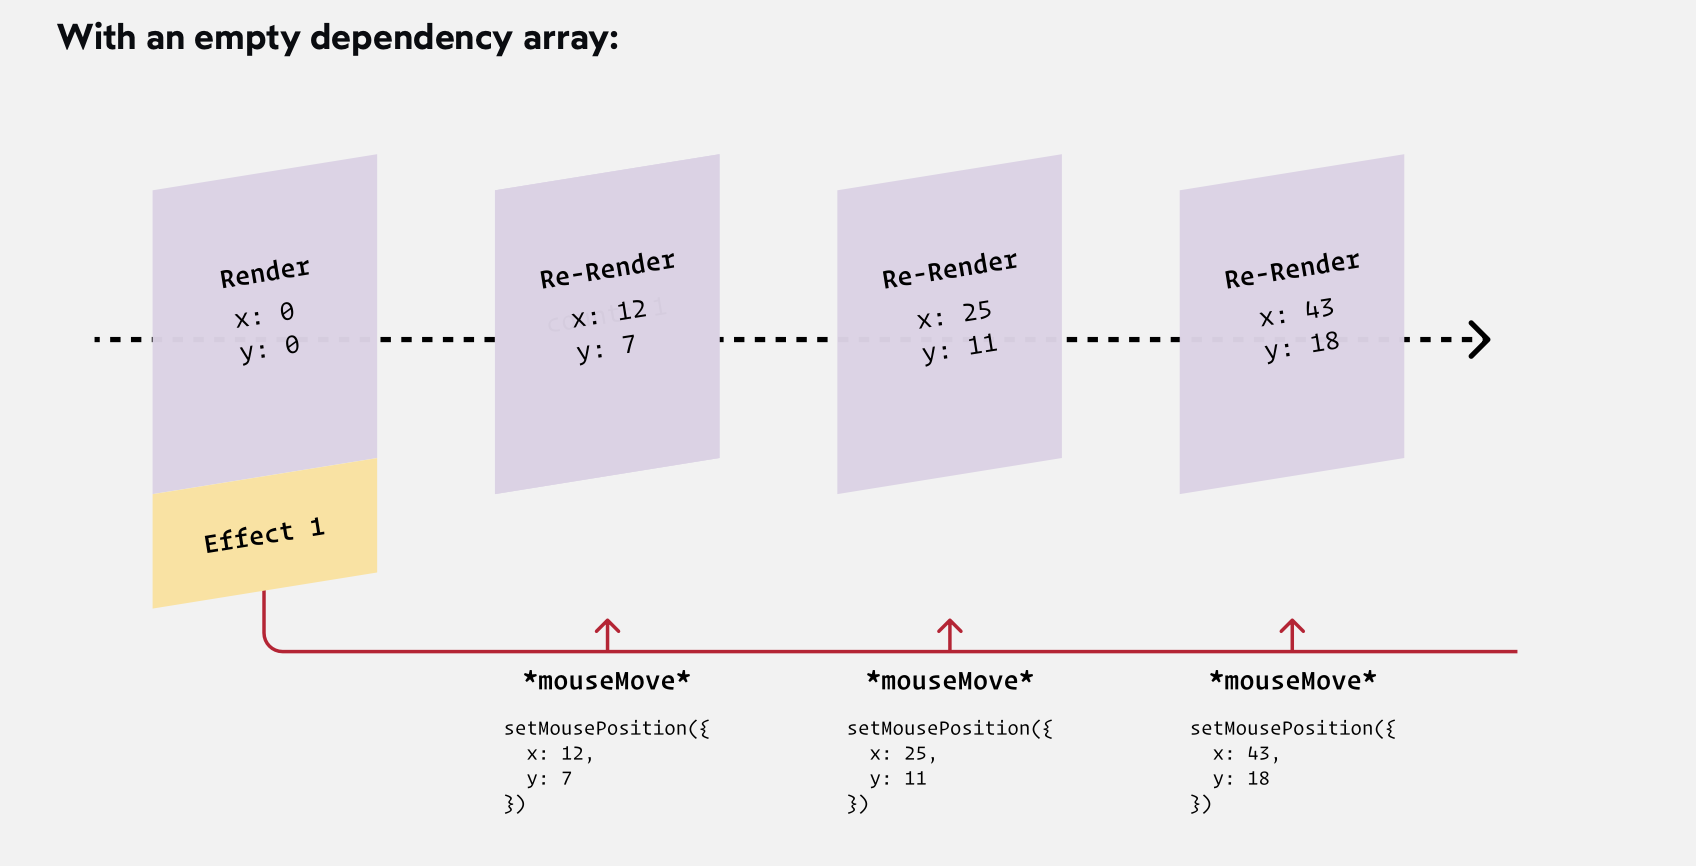 With an empty dependency array:
Render
x: 0
y: 0
Effect 1
Re-Render
x: 12
y: 7
Re-Render
x: 25
y: 11
Re-Render
x: 43
y: 18
*mouseMove*
setMousePosition({
  x: 12,
  y: 7
})
*mouseMove*
setMousePosition({
  x: 25,
  y: 11
})
*mouseMove*
setMousePosition({
  x: 43,
  y: 18
})